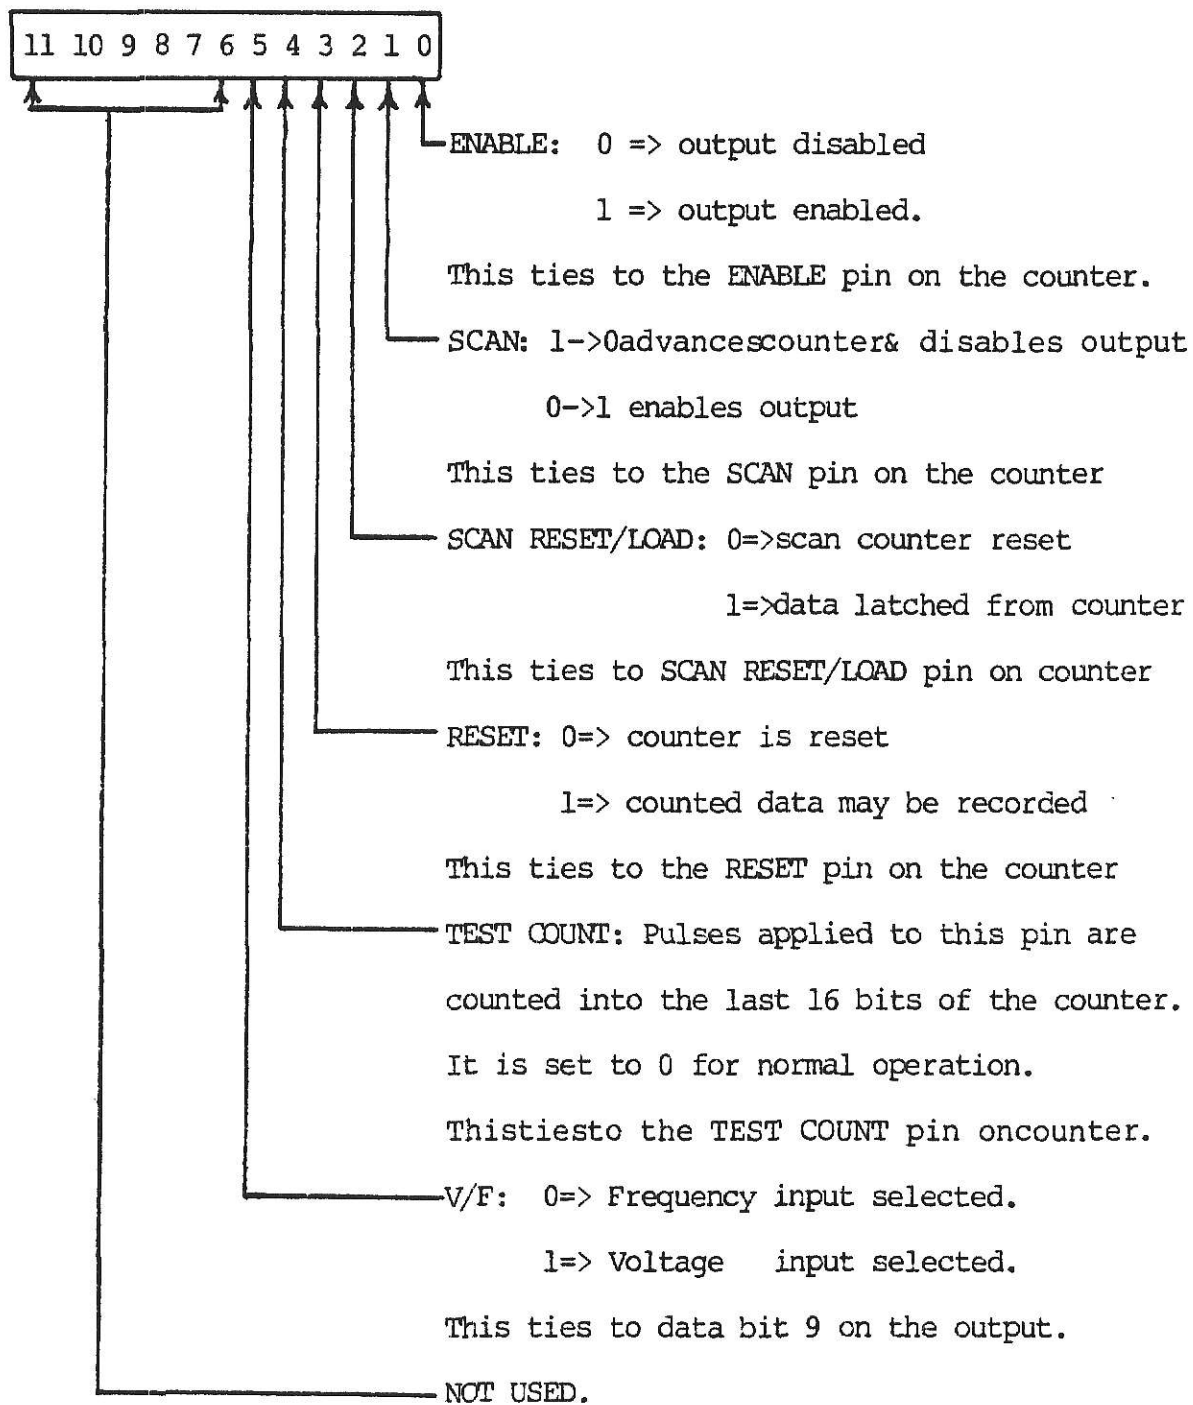 11 10 9 8 7 6 5 4 3 2 1 0
ENABLE: 0 => output disabled
1 => output enabled.
This ties to the ENABLE pin on the counter.
SCAN: 1->0advancescounter& disables output
0->1 enables output
This ties to the SCAN pin on the counter
SCAN RESET/LOAD: 0=>scan counter reset
1=>data latched from counter
This ties to SCAN RESET/LOAD pin on counter
RESET: 0=> counter is reset
1=> counted data may be recorded
This ties to the RESET pin on the counter
TEST COUNT: Pulses applied to this pin are
counted into the last 16 bits of the counter.
It is set to 0 for normal operation.
Thistiesto the TEST COUNT pin oncounter.
V/F: 0=> Frequency input selected.
1=> Voltage input selected.
This ties to data bit 9 on the output.
NOT USED.